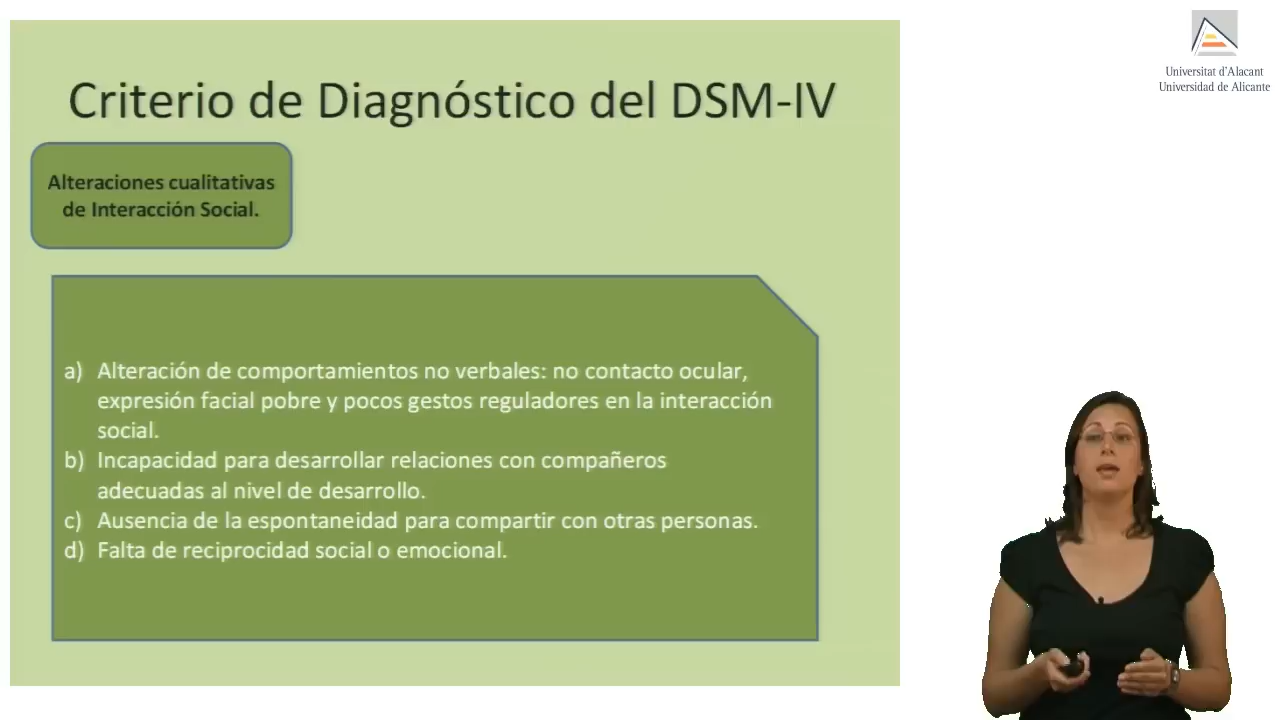 Criterio de Diagnóstico del DSM-IV
Alteraciones cualitativas
de Interacción Social.
a) Alteración de comportamientos no verbales: no contacto ocular,
expresión facial pobre y pocos gestos reguladores en la interacción
social.
b) Incapacidad para desarrollar relaciones con compañeros
adecuadas al nivel de desarrollo.
c) Ausencia de la espontaneidad para compartir con otras personas.
d) Falta de reciprocidad social o emocional.
Universitat d'Alacant
Universidad de Alicante